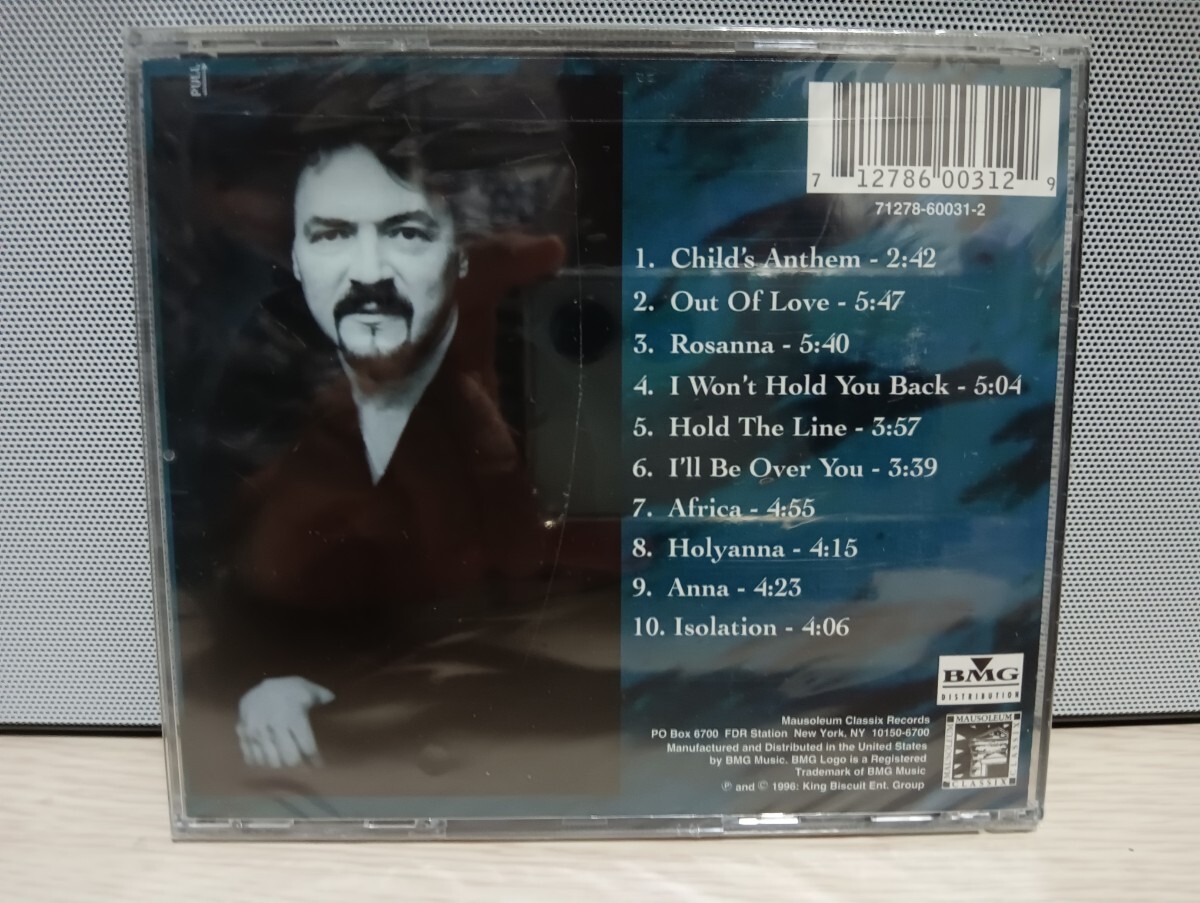 PULL
7 12786 00312 9
71278-60031-2
1. Child's Anthem - 2:42
2. Out Of Love - 5:47
3. Rosanna - 5:40
4. I Won't Hold You Back - 5:04
5. Hold The Line - 3:57
6. I'll Be Over You - 3:39
7. Africa - 4:55
8. Holyanna - 4:15
9. Anna - 4:23
10. Isolation - 4:06
BMG
DISTRIBUTION
Mausoleum Classix Records
PO Box 6700 FDR Station New York, NY 10150-6700
Manufactured and Distributed in the United States
by BMG Music. BMG Logo is a Registered
Trademark of BMG Music
℗ and © 1996: King Biscuit Ent. Group
MAUSOLEUM
MAUSOLEUM
CLASSIX
CLASSIX